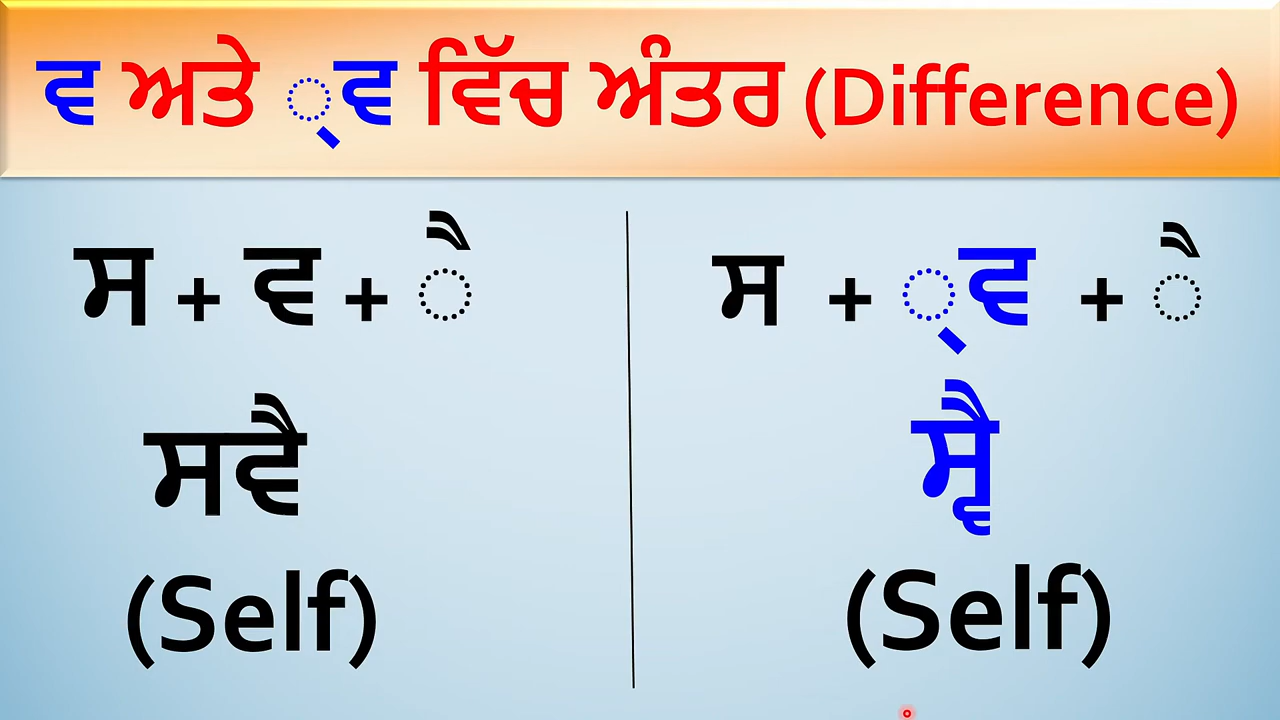 ਵ ਅਤੇ ੍ਵ ਵਿੱਚ ਅੰਤਰ (Difference)
ਸ + ਵ + ੈ
ਸਵੈ
(Self)
ਸ + ੍ਵ + ੈ
ਸ੍ਵੈ
(Self)